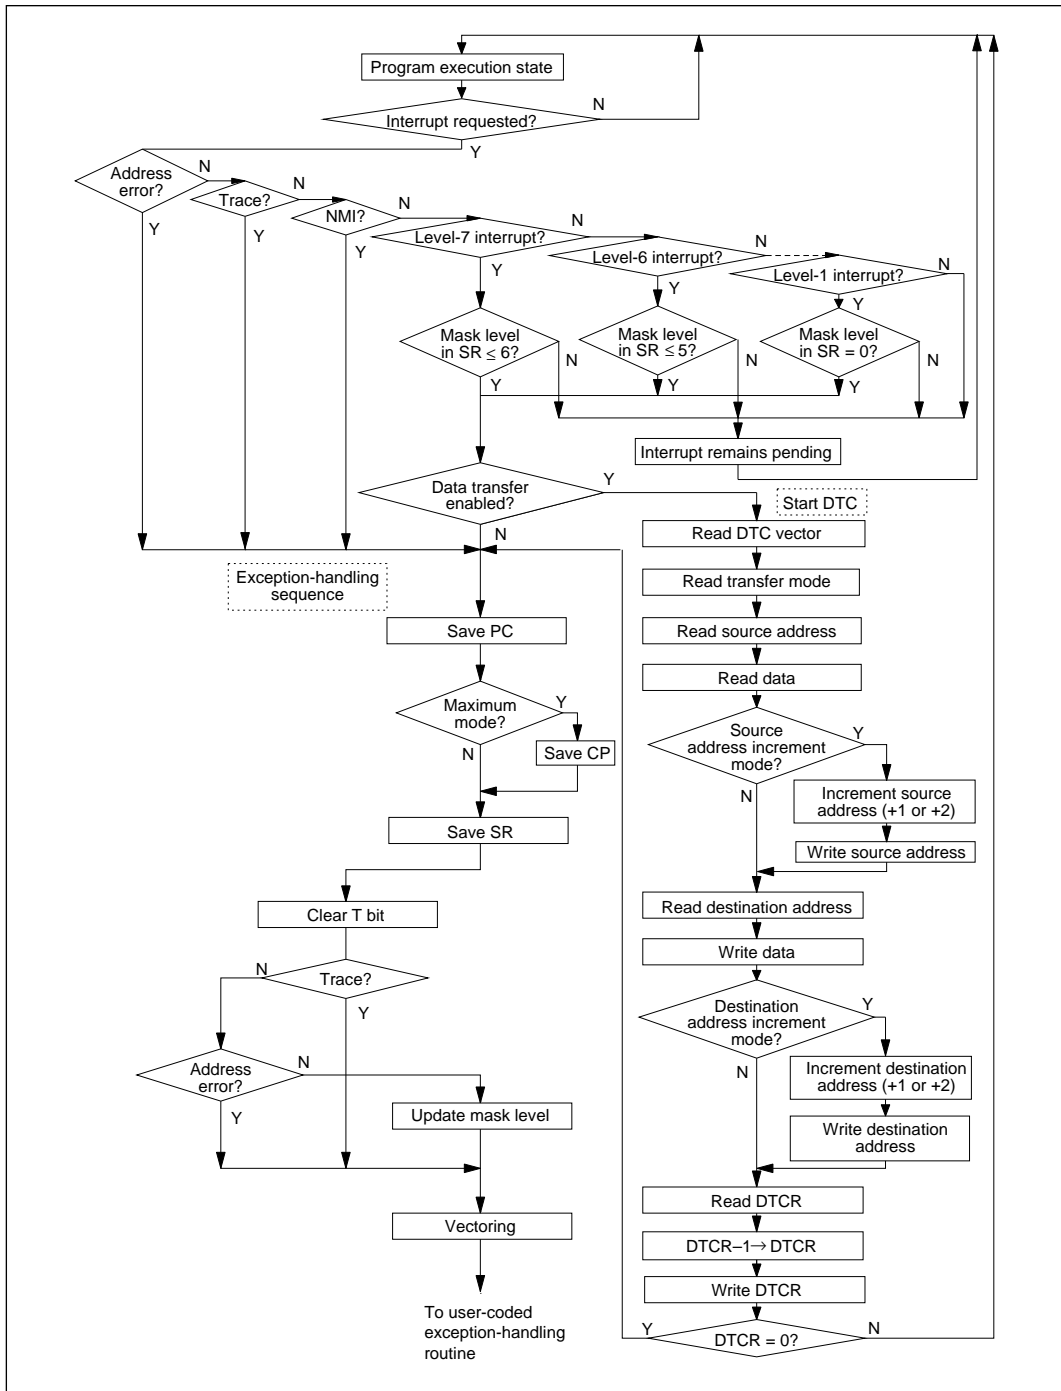 Program execution state
N
Interrupt requested?
Y
Address
error?
N
Trace?
N
NMI?
N
Level-7 interrupt?
N
Level-6 interrupt?
N
Level-1 interrupt?
N
Y
Y
Y
Y
Y
Y
Mask level
in SR ≤ 6?
N
Mask level
in SR ≤ 5?
N
Mask level
in SR = 0?
N
Y
Y
Y
Interrupt remains pending
Data transfer
enabled?
Y
N
Start DTC
Read DTC vector
Exception-handling
sequence
Read transfer mode
Save PC
Read source address
Read data
Maximum
mode?
Y
N
Save CP
Source
address increment
mode?
Y
N
Increment source
address (+1 or +2)
Save SR
Write source address
Clear T bit
Read destination address
Write data
N
Trace?
Y
Destination
address increment
mode?
Y
N
Address
error?
N
Y
Increment destination
address (+1 or +2)
Update mask level
Write destination
address
Read DTCR
Vectoring
DTCR–1→DTCR
Write DTCR
To user-coded
exception-handling
routine
Y
DTCR = 0?
N